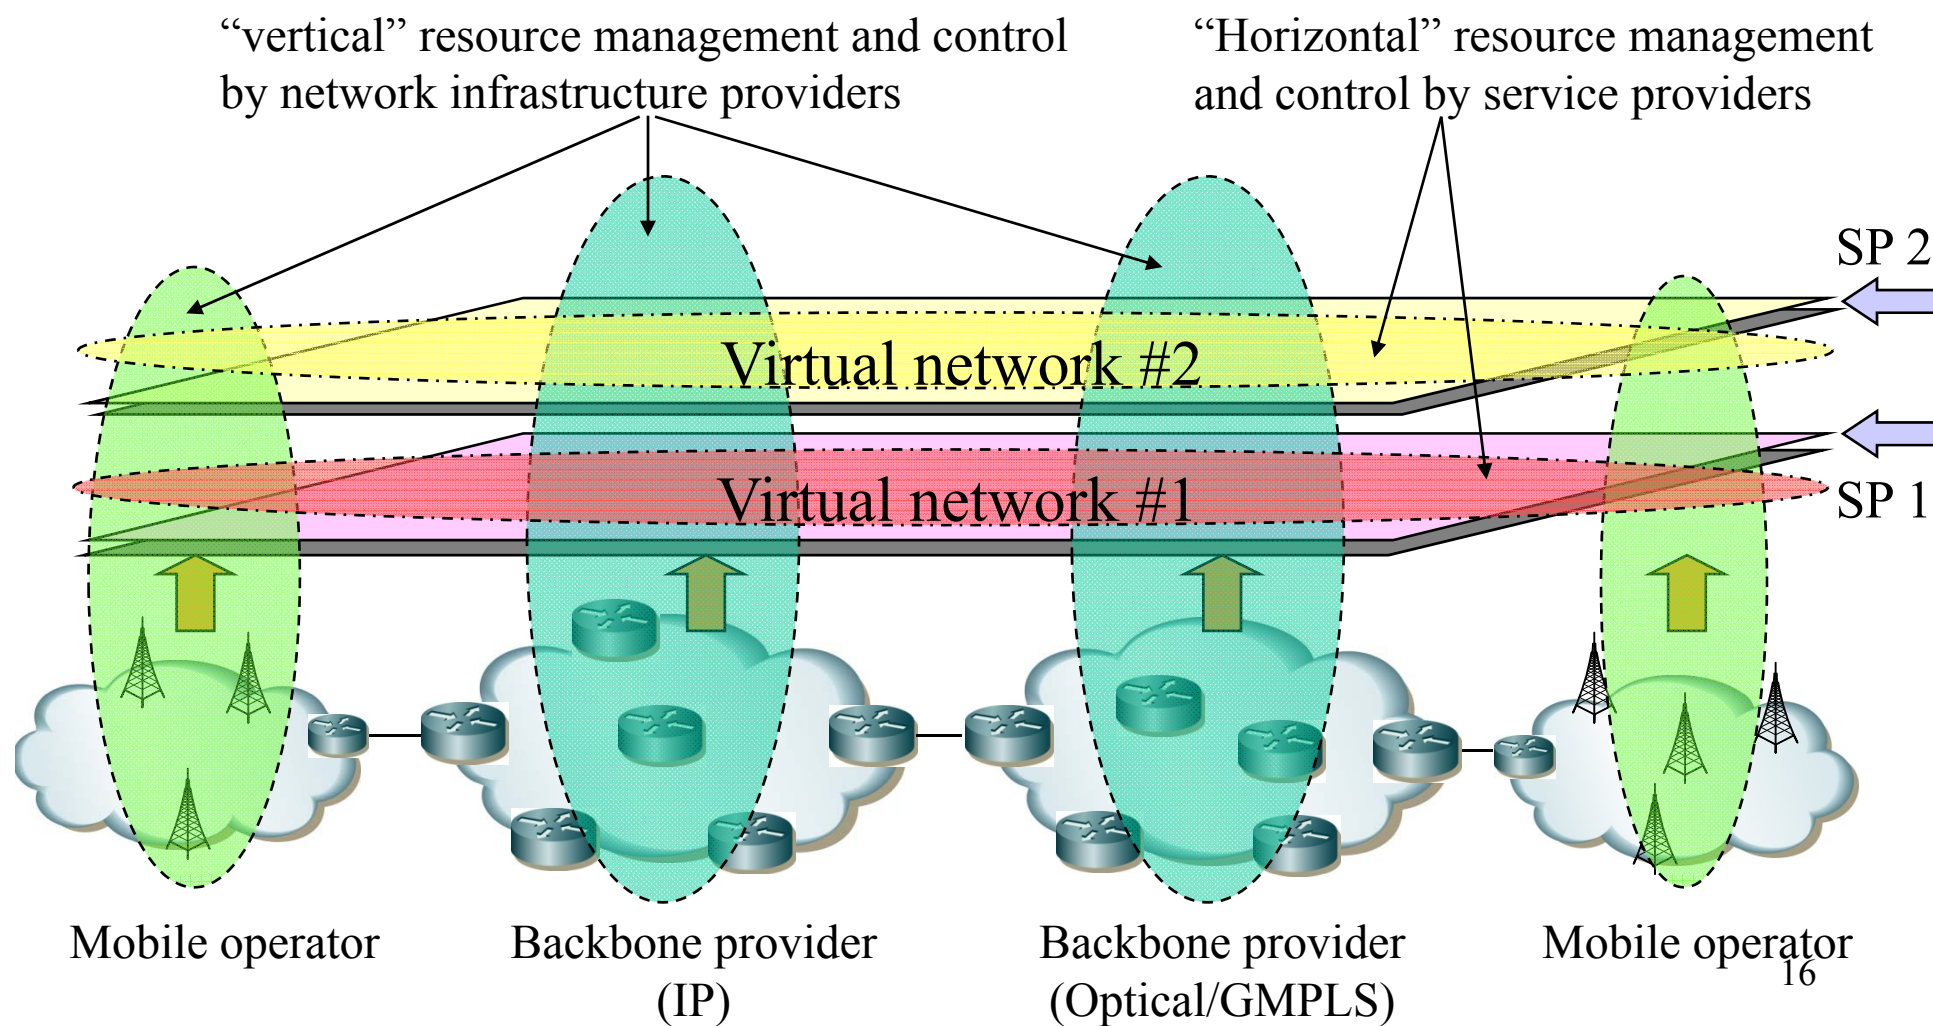 “vertical” resource management and control
by network infrastructure providers
“Horizontal” resource management
and control by service providers
SP 2
Virtual network #2
Virtual network #1
SP 1
Mobile operator
Backbone provider
(IP)
Backbone provider
(Optical/GMPLS)
Mobile operator
16